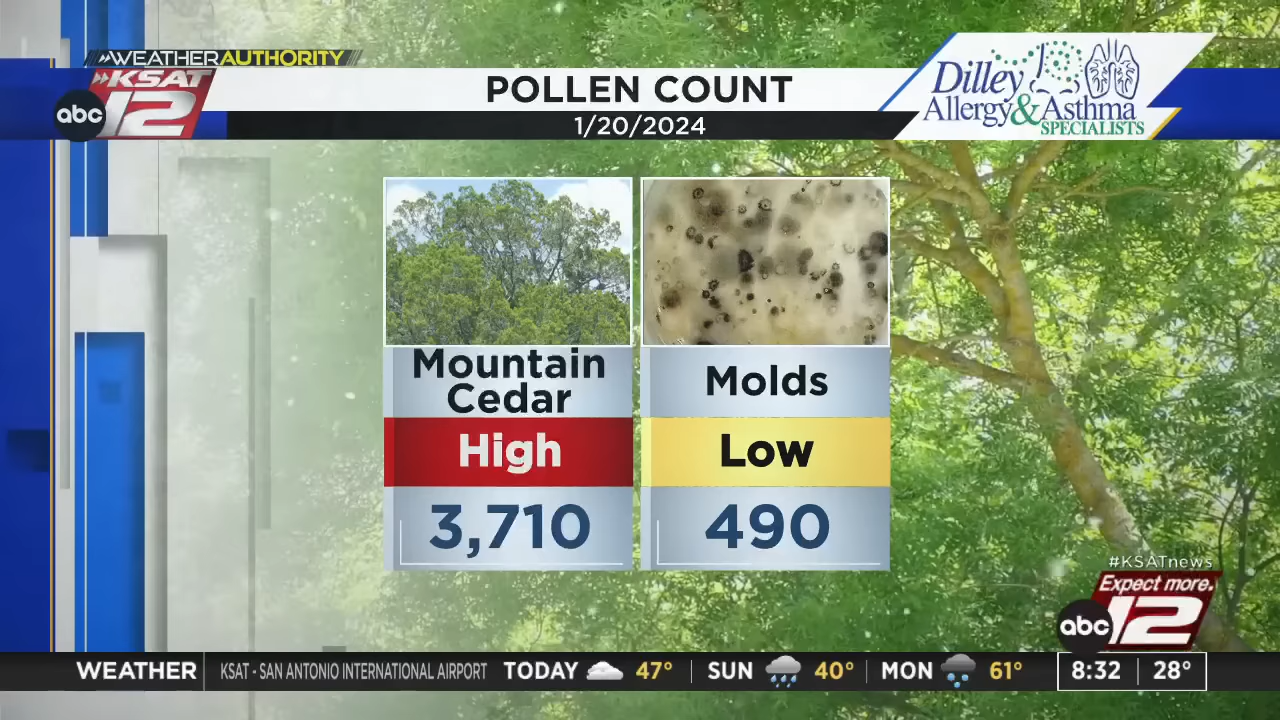 WEATHER AUTHORITY
KSAT
abc 12
POLLEN COUNT
1/20/2024
Dilley
Allergy & Asthma
SPECIALISTS
Mountain Cedar
High
3,710
Molds
Low
490
#KSATnews
Expect more.
abc 12
WEATHER KSAT - SAN ANTONIO INTERNATIONAL AIRPORT TODAY 47° SUN 40° MON 61° 8:32 28°